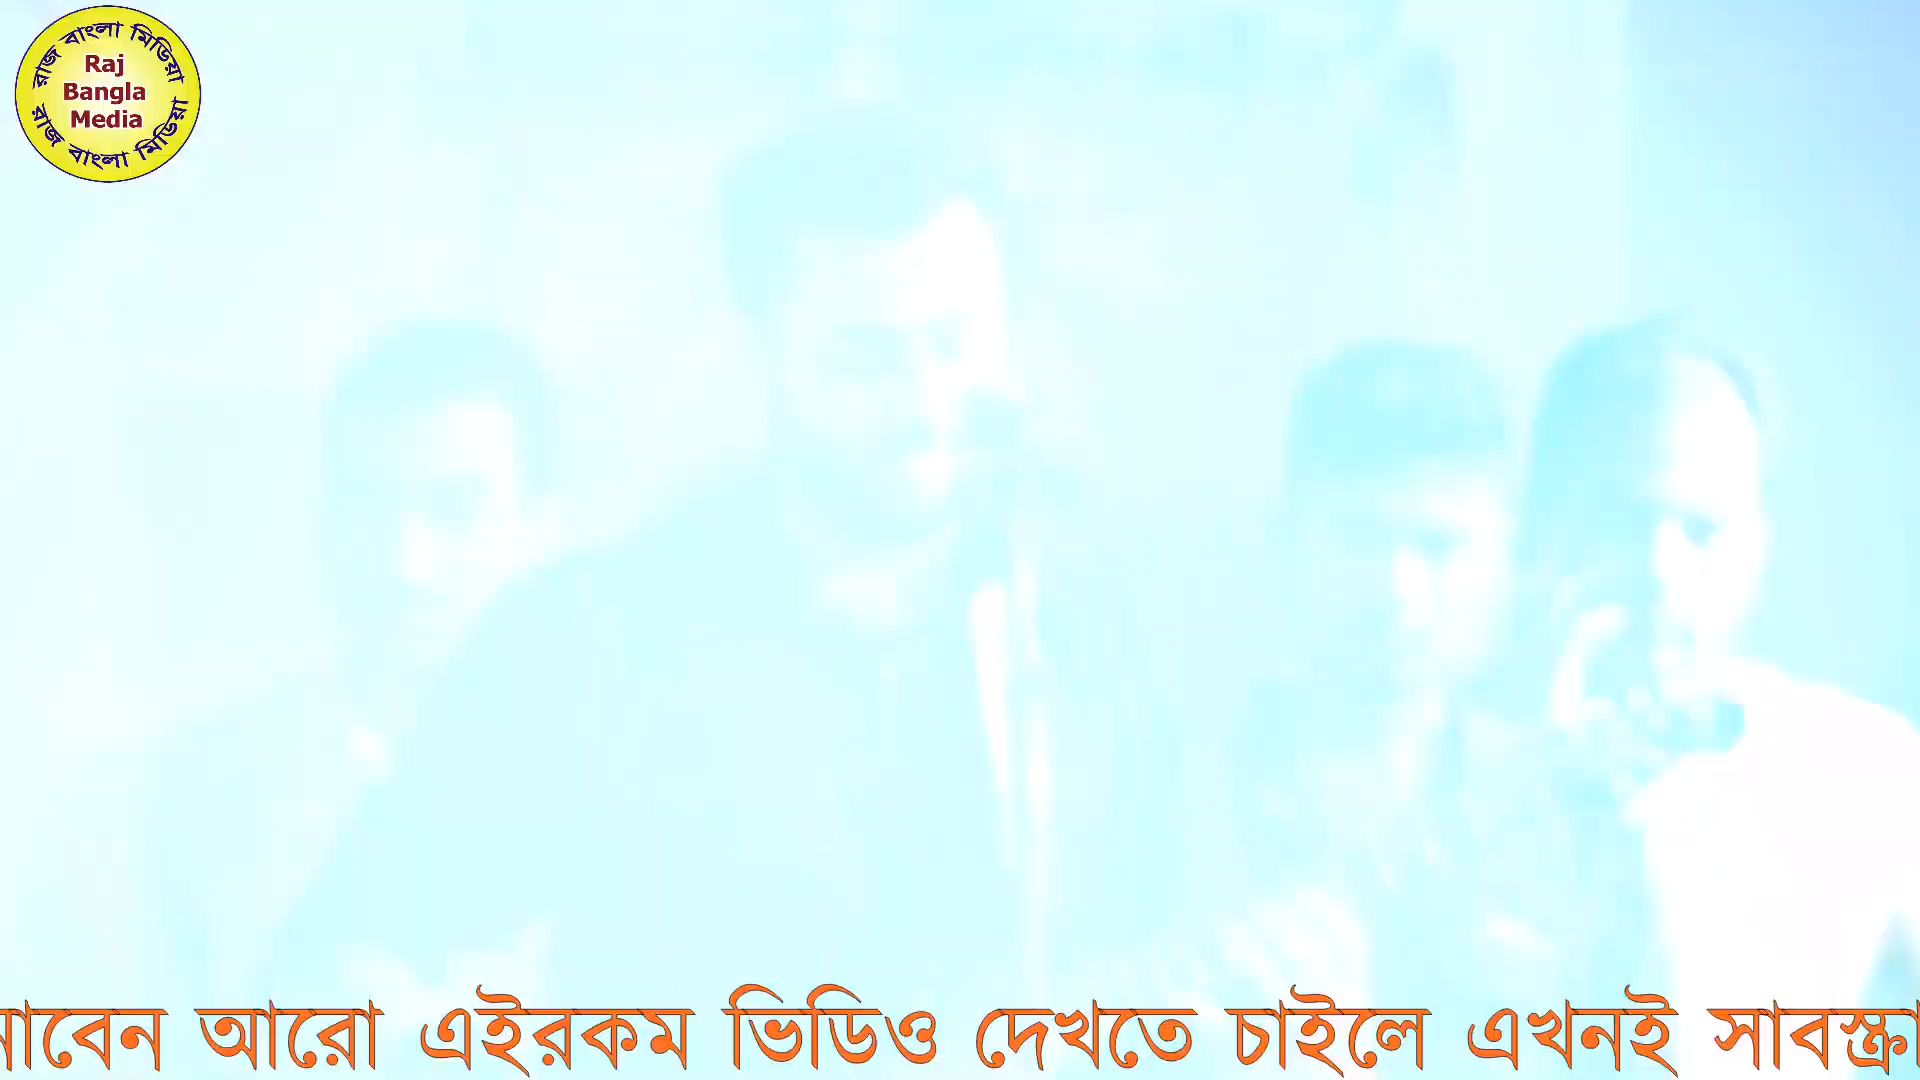 রাজ বাংলা মিডিয়া
Raj
Bangla
Media
রাজ বাংলা মিডিয়া
আরো এইরকম ভিডিও দেখতে চাইলে এখনই